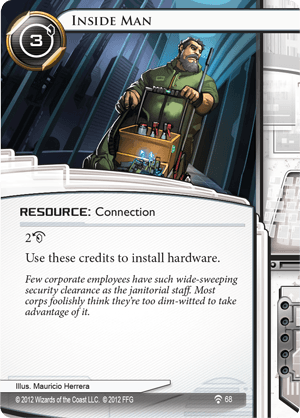 INSIDE MAN
3
RESOURCE: Connection
2
Use these credits to install hardware.
Few corporate employees have such wide-sweeping
security clearance as the janitorial staff. Most
corps foolishly think they're too dim-witted to take
advantage of it.
Illus. Mauricio Herrera
© 2012 Wizards of the Coast LLC. © 2012 FFG
68